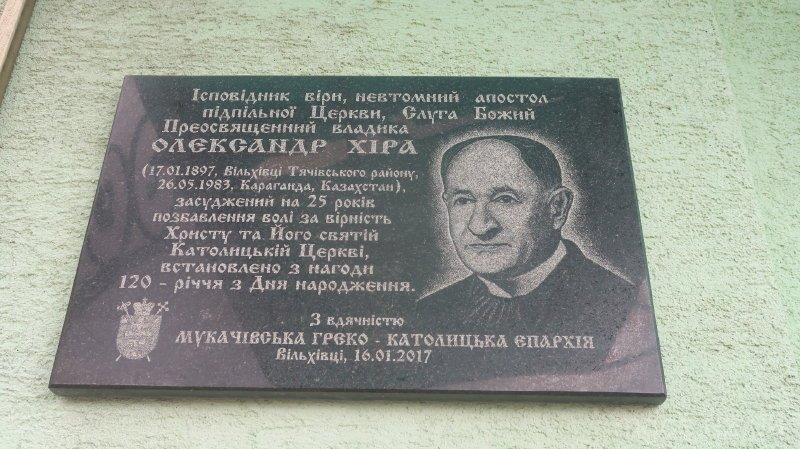 Ісповідник віри, невтомний апостол
підпільної Церкви, Слуга Божий
Преосвященний владика
ОЛЕКСАНДР ХІРА
(17.01.1897, Вільхівці Тячівського району,
26.05.1983, Караганда, Казахстан),
засуджений на 25 років
позбавлення волі за вірність
Христу та Його святій
Католицькій Церкві,
встановлено з нагоди
120 - річчя з Дня народження.
З вдячністю
МУКАЧІВСЬКА ГРЕКО - КАТОЛИЦЬКА ЄПАРХІЯ
Вільхівці, 16.01.2017